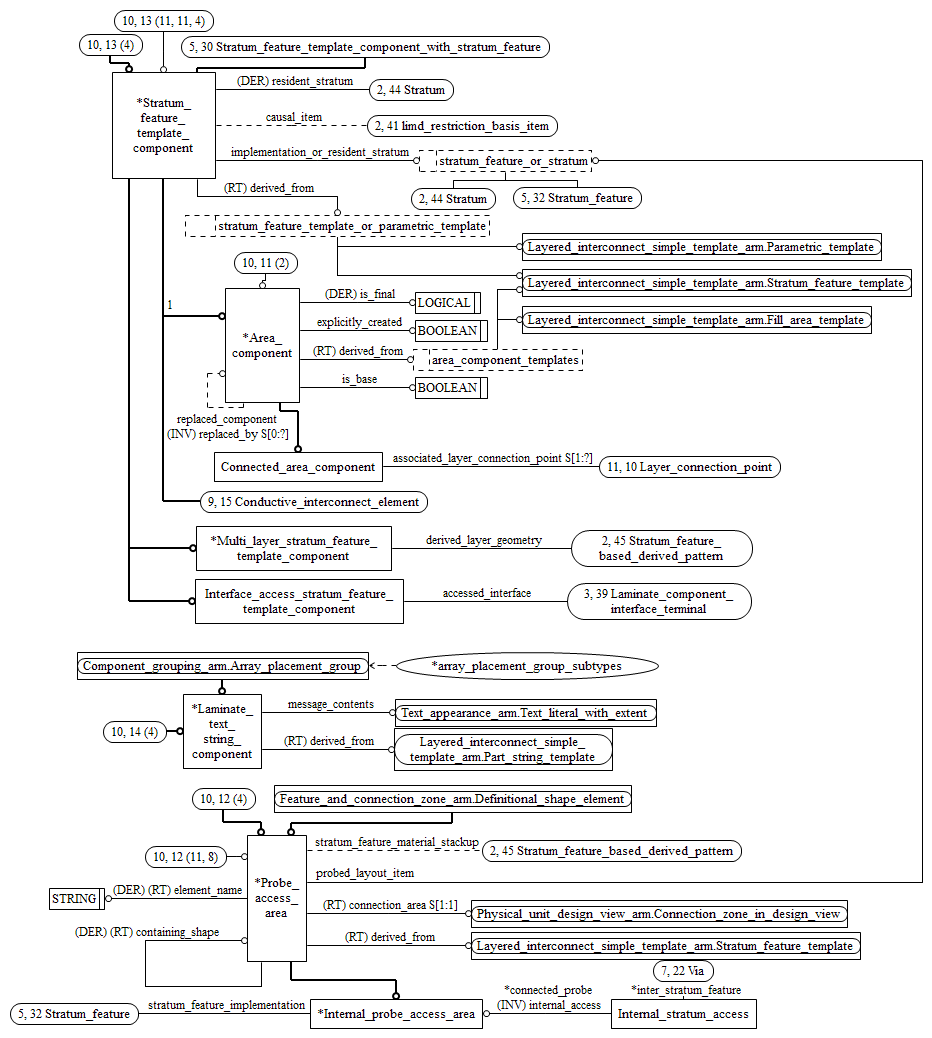 10, 13 (11, 11, 4)
10, 13 (4)
5, 30 Stratum_feature_template_component_with_stratum_feature
(DER) resident_stratum
2, 44 Stratum
*Stratum_
feature_
template_
component
causal_item
2, 41 limd_restriction_basis_item
implementation_or_resident_stratum
stratum_feature_or_stratum
(RT) derived_from
2, 44 Stratum
5, 32 Stratum_feature
stratum_feature_template_or_parametric_template
Layered_interconnect_simple_template_arm.Parametric_template
10, 11 (2)
Layered_interconnect_simple_template_arm.Stratum_feature_template
1
(DER) is_final
LOGICAL
explicitly_created
BOOLEAN
Layered_interconnect_simple_template_arm.Fill_area_template
*Area_
component
(RT) derived_from
area_component_templates
is_base
BOOLEAN
replaced_component
(INV) replaced_by S[0:?]
Connected_area_component
associated_layer_connection_point S[1:?]
11, 10 Layer_connection_point
9, 15 Conductive_interconnect_element
*Multi_layer_stratum_feature_
template_component
derived_layer_geometry
2, 45 Stratum_feature_
based_derived_pattern
Interface_access_stratum_feature_
template_component
accessed_interface
3, 39 Laminate_component_
interface_terminal
Component_grouping_arm.Array_placement_group
*array_placement_group_subtypes
*Laminate_
text_
string_
component
10, 14 (4)
message_contents
Text_appearance_arm.Text_literal_with_extent
(RT) derived_from
Layered_interconnect_simple_
template_arm.Part_string_template
10, 12 (4)
Feature_and_connection_zone_arm.Definitional_shape_element
10, 12 (11, 8)
stratum_feature_material_stackup
2, 45 Stratum_feature_based_derived_pattern
*Probe_
access_
area
probed_layout_item
STRING
(DER) (RT) element_name
(RT) connection_area S[1:1]
Physical_unit_design_view_arm.Connection_zone_in_design_view
(DER) (RT) containing_shape
(RT) derived_from
Layered_interconnect_simple_template_arm.Stratum_feature_template
7, 22 Via
*connected_probe
(INV) internal_access
*inter_stratum_feature
5, 32 Stratum_feature
stratum_feature_implementation
*Internal_probe_access_area
Internal_stratum_access